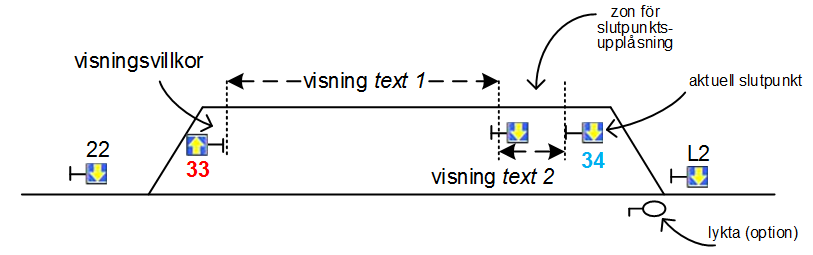 zon för
slutpunkts-
upplåsning
visningsvillkor
visning text 1
aktuell slutpunkt
22
33
34
L2
visning text 2
lykta (option)